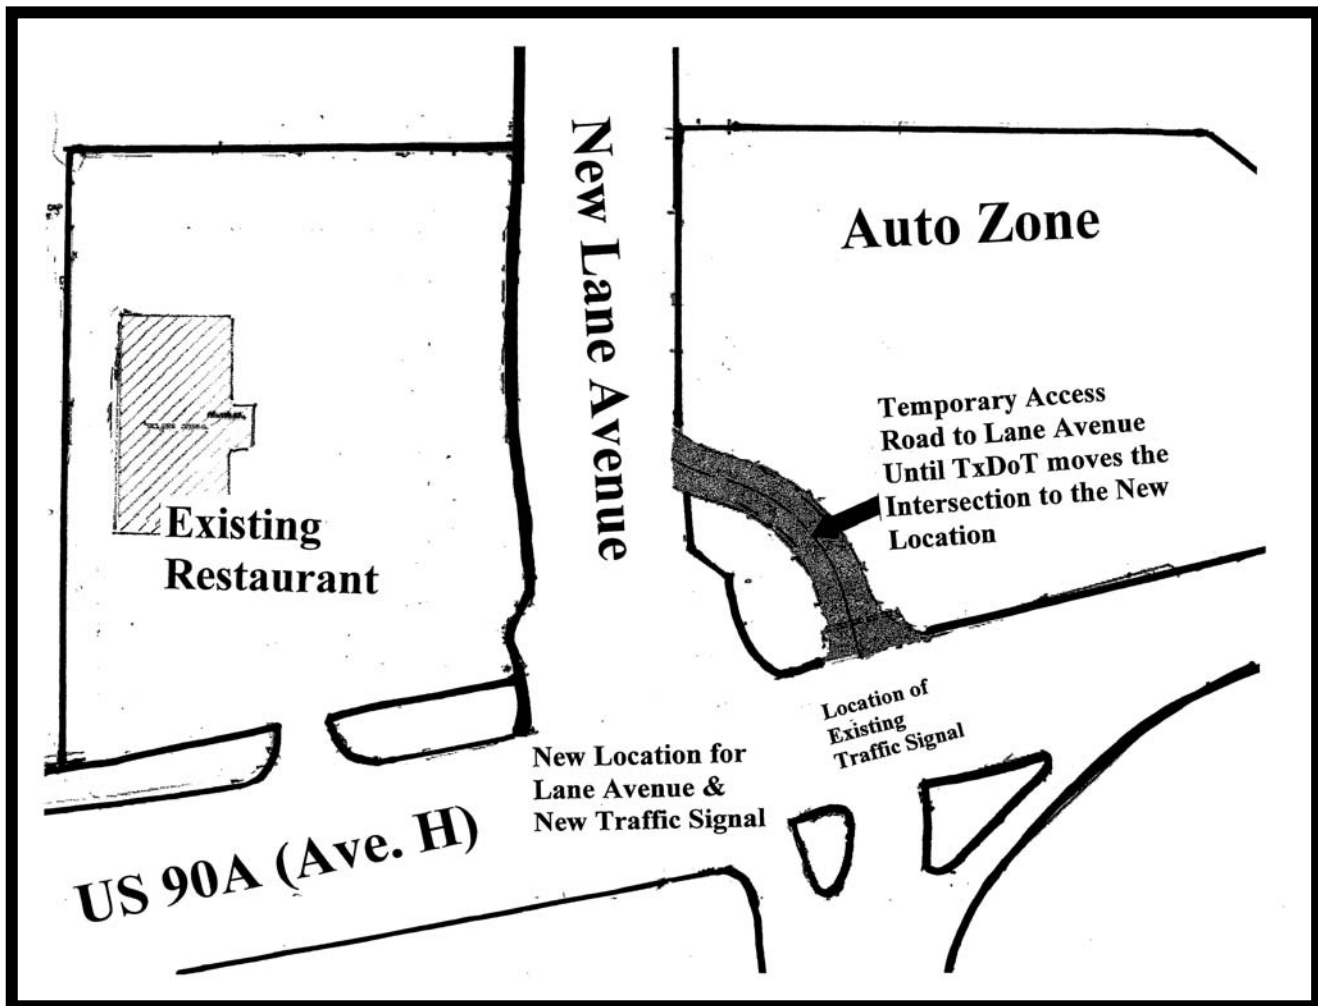 New Lane Avenue
Auto Zone
Temporary Access
Road to Lane Avenue
Until TxDoT moves the
Intersection to the New
Location
Existing
Restaurant
Location of
Existing
Traffic Signal
New Location for
Lane Avenue &
New Traffic Signal
US 90A (Ave. H)